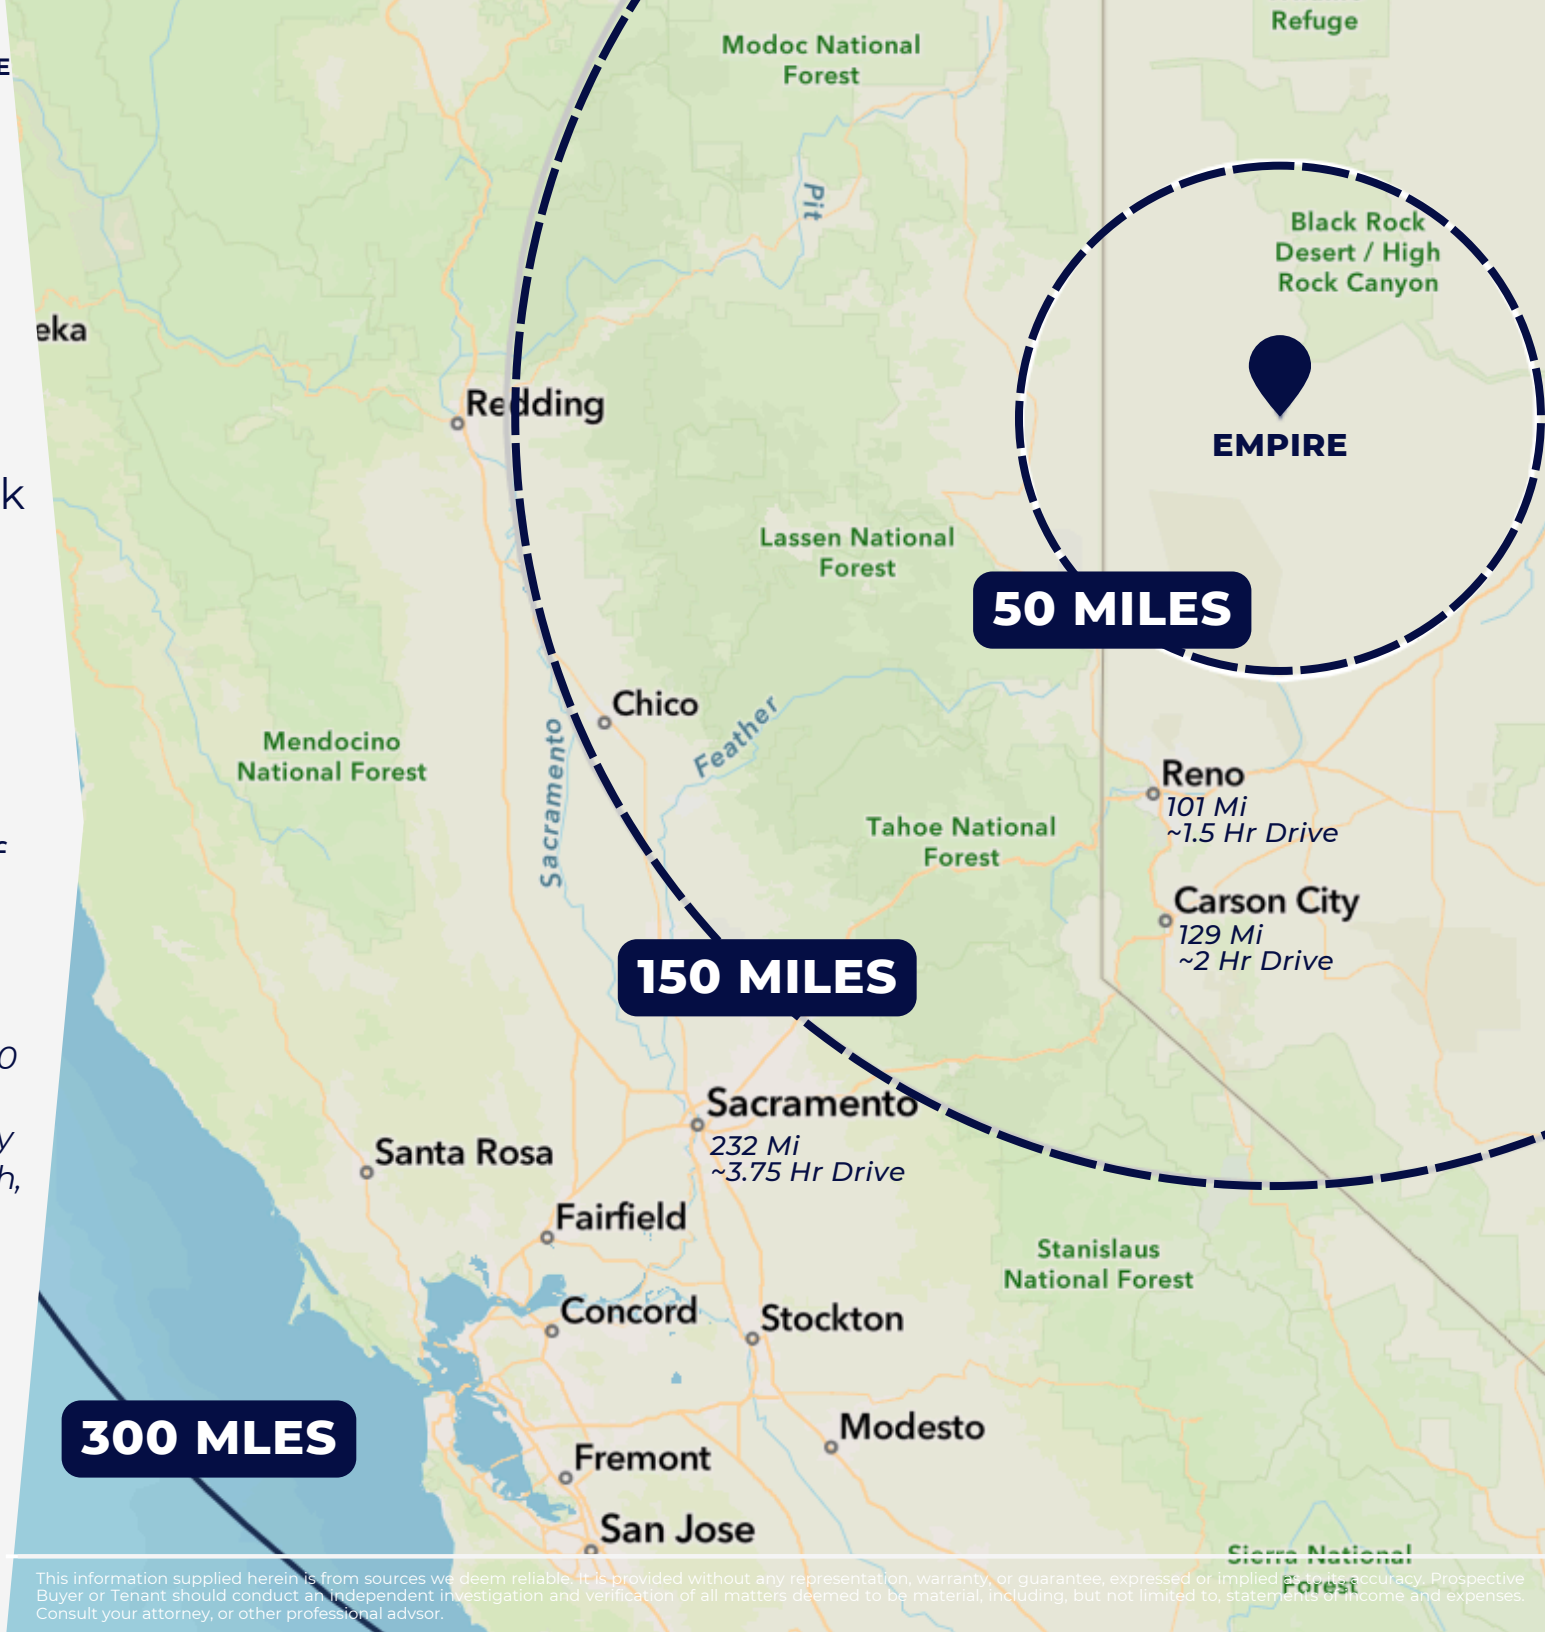 Refuge
E
Modoc National
Forest
Pit
Black Rock
Desert / High
Rock Canyon
eka
Redding
EMPIRE
k
Lassen National
Forest
50 MILES
Chico
Feather
Sacramento
Mendocino
National Forest
Reno
101 Mi
~1.5 Hr Drive
Tahoe National
Forest
f
Carson City
129 Mi
~2 Hr Drive
150 MILES
0
Sacramento
232 Mi
~3.75 Hr Drive
y
h,
Santa Rosa
Fairfield
Stanislaus
National Forest
Concord
Stockton
300 MLES
Modesto
Fremont
San Jose
Sierra National
Forest
This information supplied herein is from sources we deem reliable. It is provided without any representation, warranty, or guarantee, expressed or implied as to its accuracy. Prospective
Buyer or Tenant should conduct an independent investigation and verification of all matters deemed to be material, including, but not limited to, statements of income and expenses.
Consult your attorney, or other professional advsor.